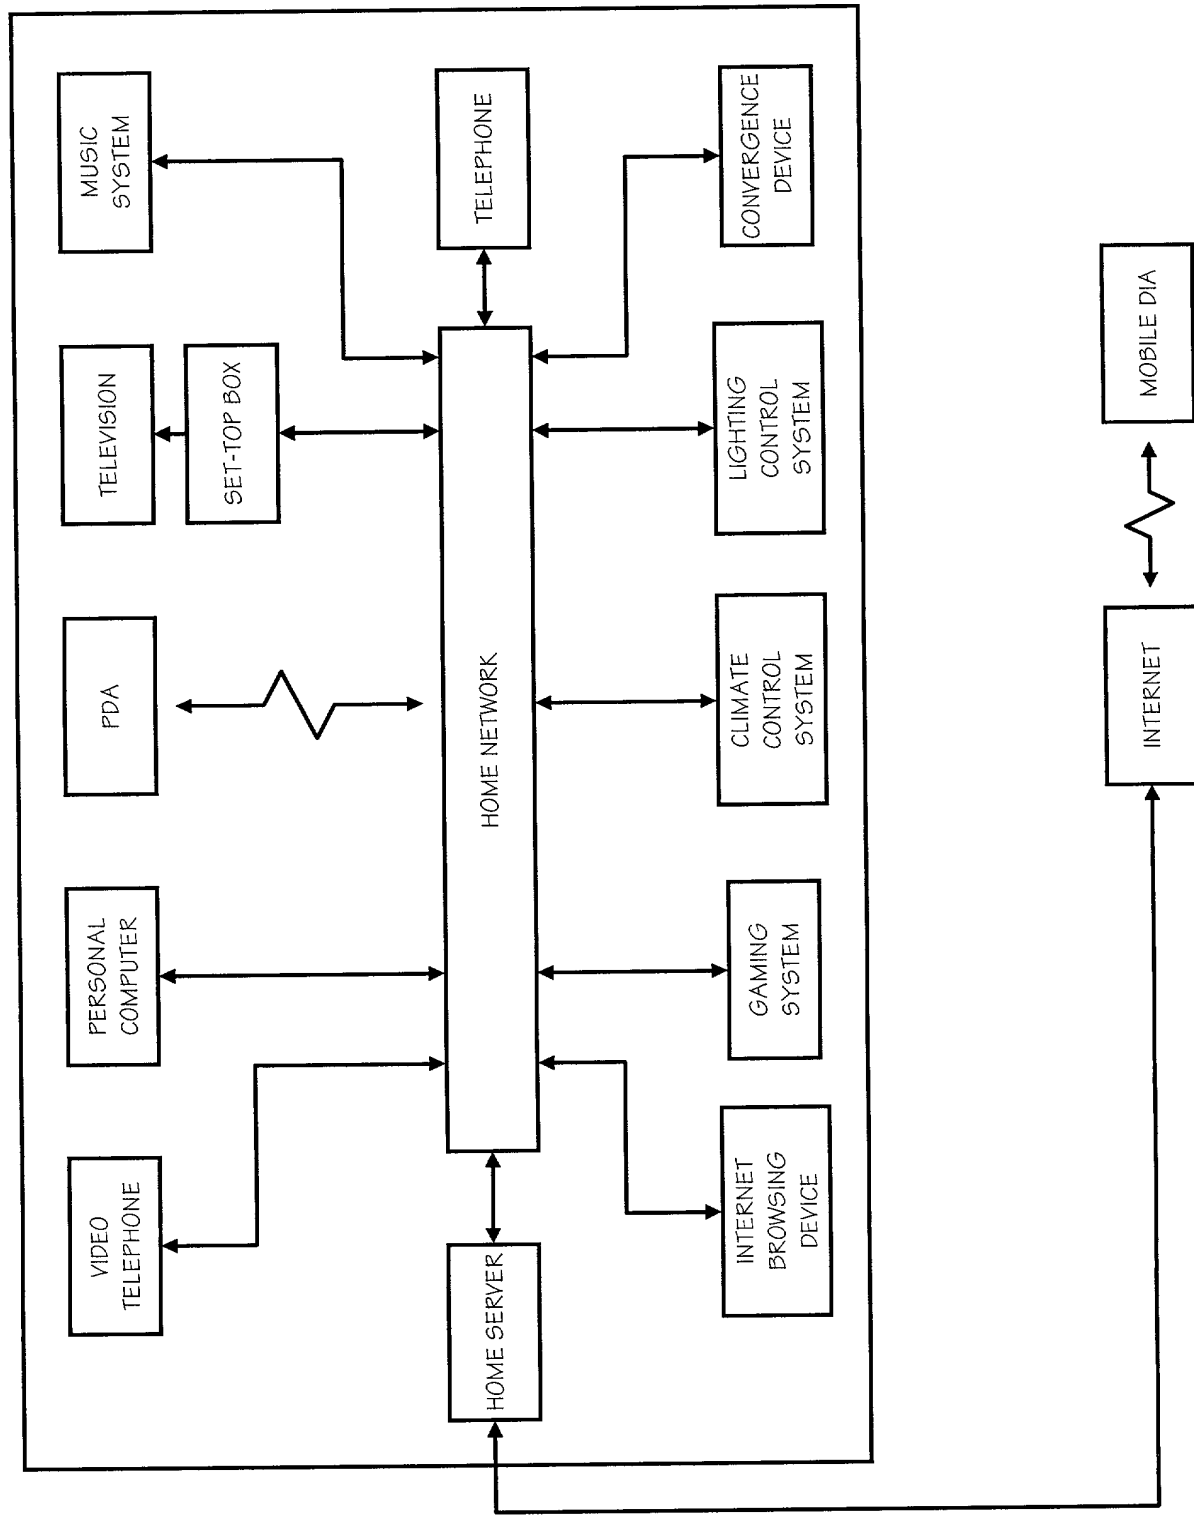 VIDEO
TELEPHONE
PERSONAL
COMPUTER
PDA
TELEVISION
SET-TOP BOX
MUSIC
SYSTEM
HOME SERVER
HOME NETWORK
TELEPHONE
INTERNET
BROWSING
DEVICE
GAMING
SYSTEM
CLIMATE
CONTROL
SYSTEM
LIGHTING
CONTROL
SYSTEM
CONVERGENCE
DEVICE
INTERNET
MOBILE DIA